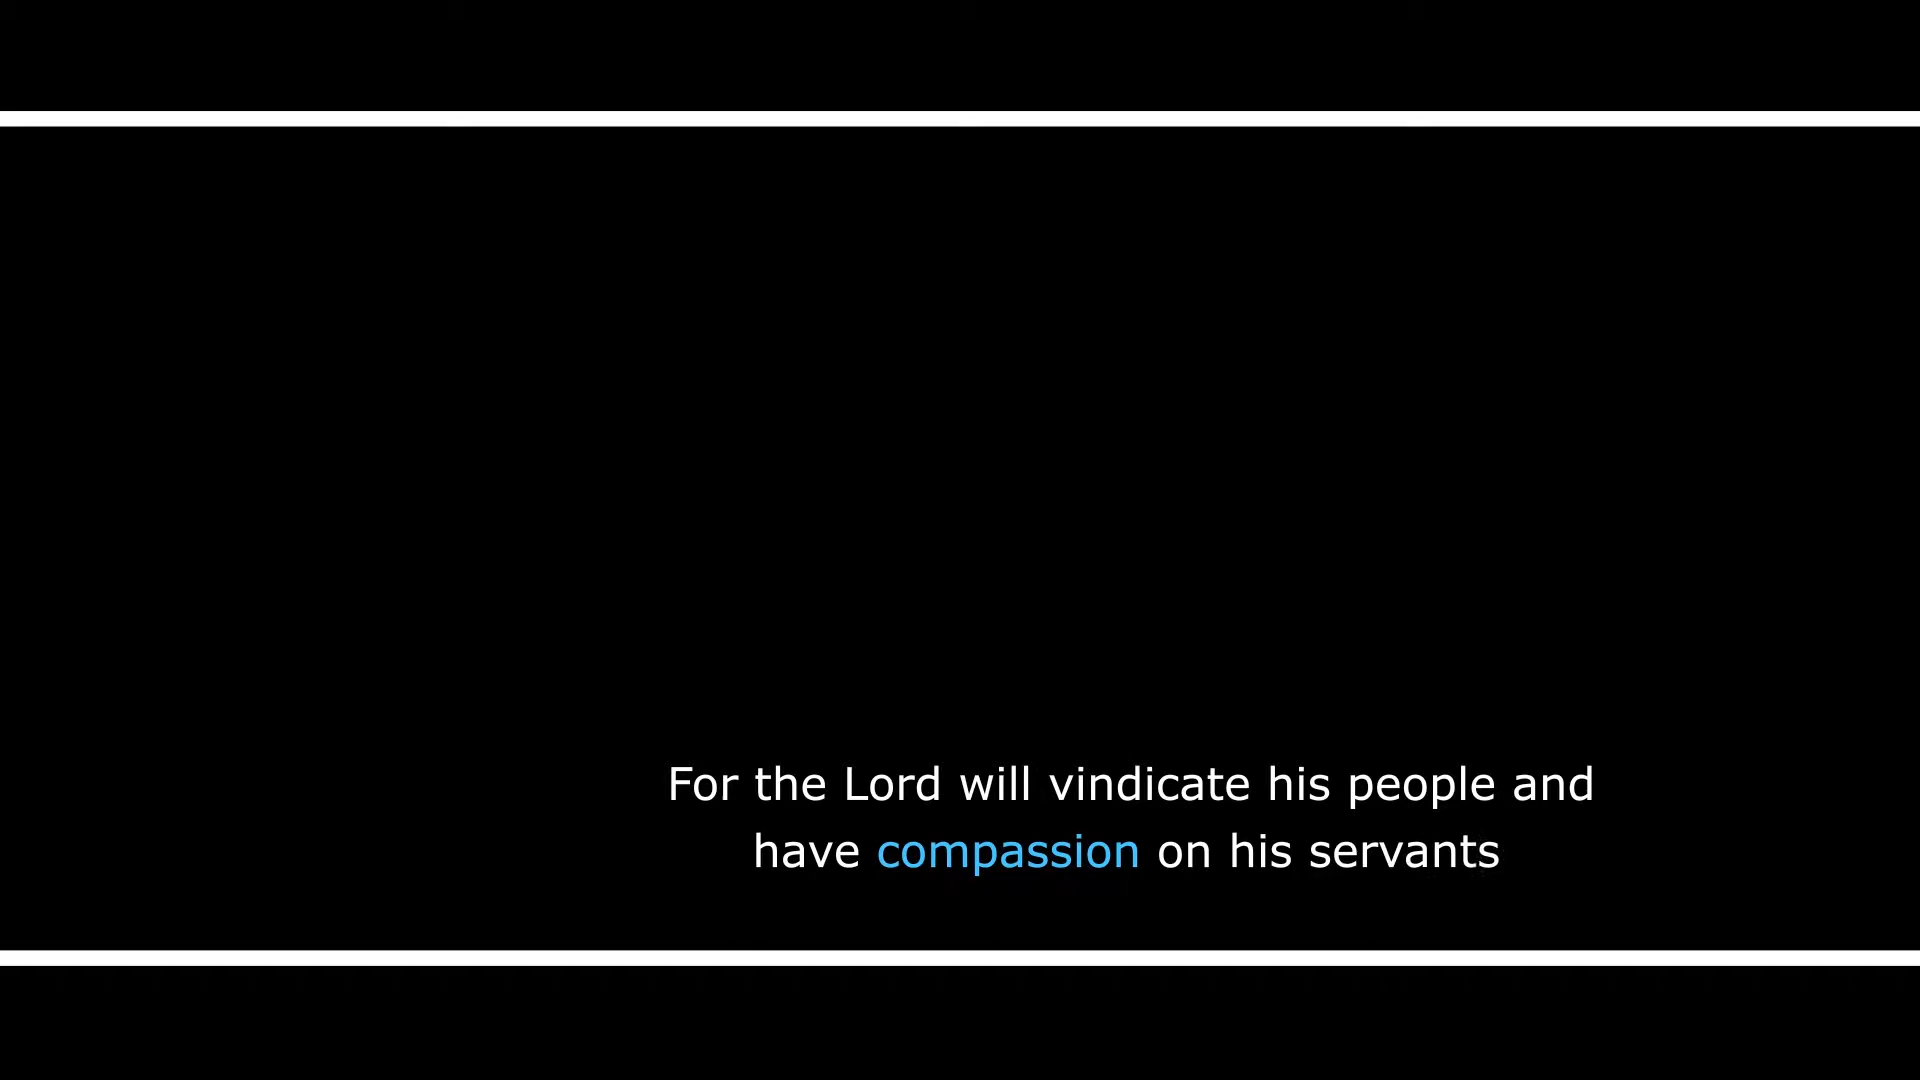 For the Lord will vindicate his people and
have compassion on his servants